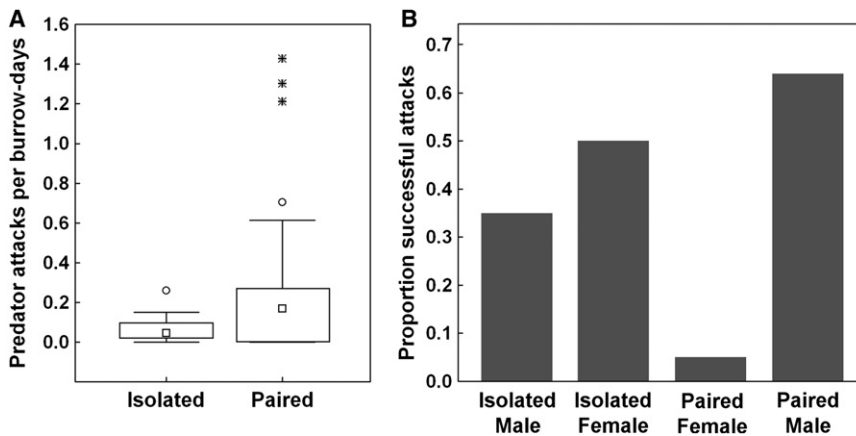 A
Predator attacks per burrow-days
1.6
1.4
1.2
1.0
0.8
0.6
0.4
0.2
0.0
Isolated
Paired
B
Proportion successful attacks
0.7
0.6
0.5
0.4
0.3
0.2
0.1
0.0
Isolated
Male
Isolated
Female
Paired
Female
Paired
Male